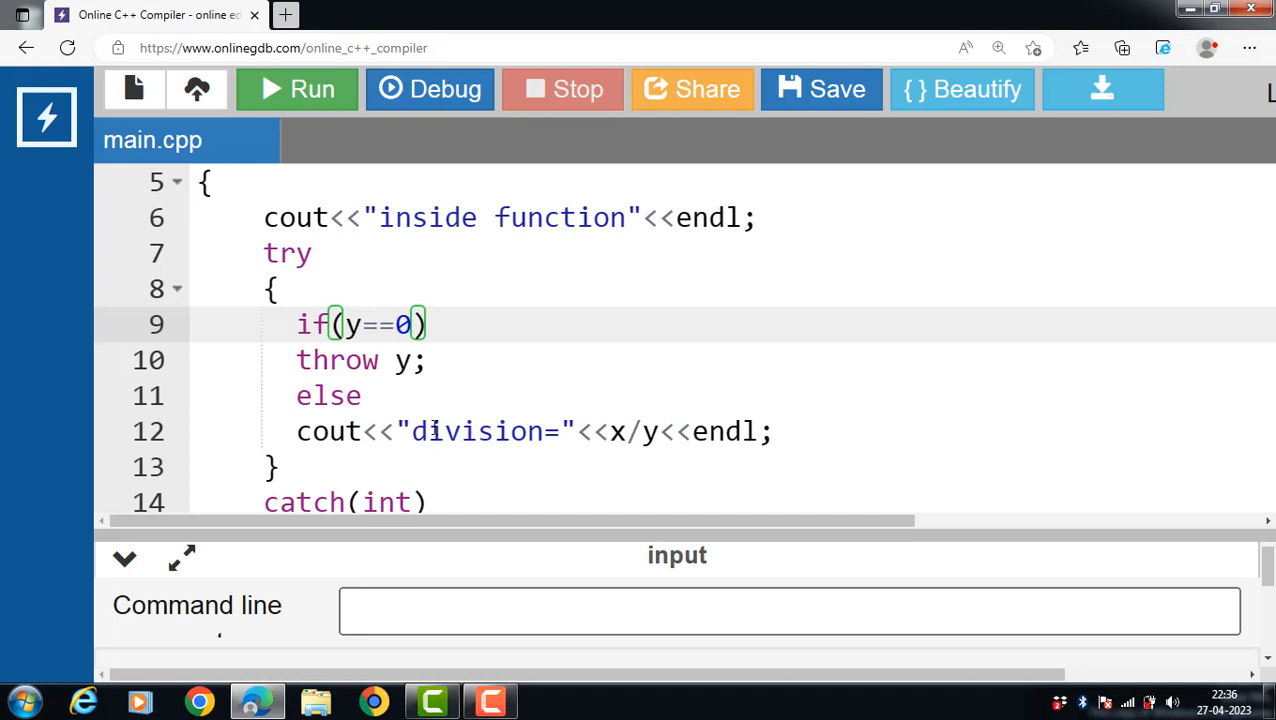 Online C++ Compiler - online ed
https://www.onlinegdb.com/online_c++_compiler
Run Debug Stop Share Save { } Beautify
main.cpp
5 {
6 cout<<"inside function"<<endl;
7 try
8 {
9 if(y==0)
10 throw y;
11 else
12 cout<<"division="<<x/y<<endl;
13 }
14 catch(int)
input
Command line
22:36
27-04-2023